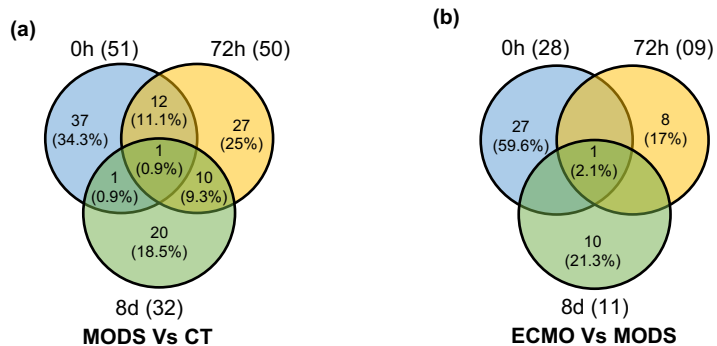 (a)
0h (51)
72h (50)
37
(34.3%)
12
(11.1%)
27
(25%)
1
(0.9%)
1
(0.9%)
10
(9.3%)
20
(18.5%)
8d (32)
MODS Vs CT
(b)
0h (28)
72h (09)
27
(59.6%)
8
(17%)
1
(2.1%)
10
(21.3%)
8d (11)
ECMO Vs MODS